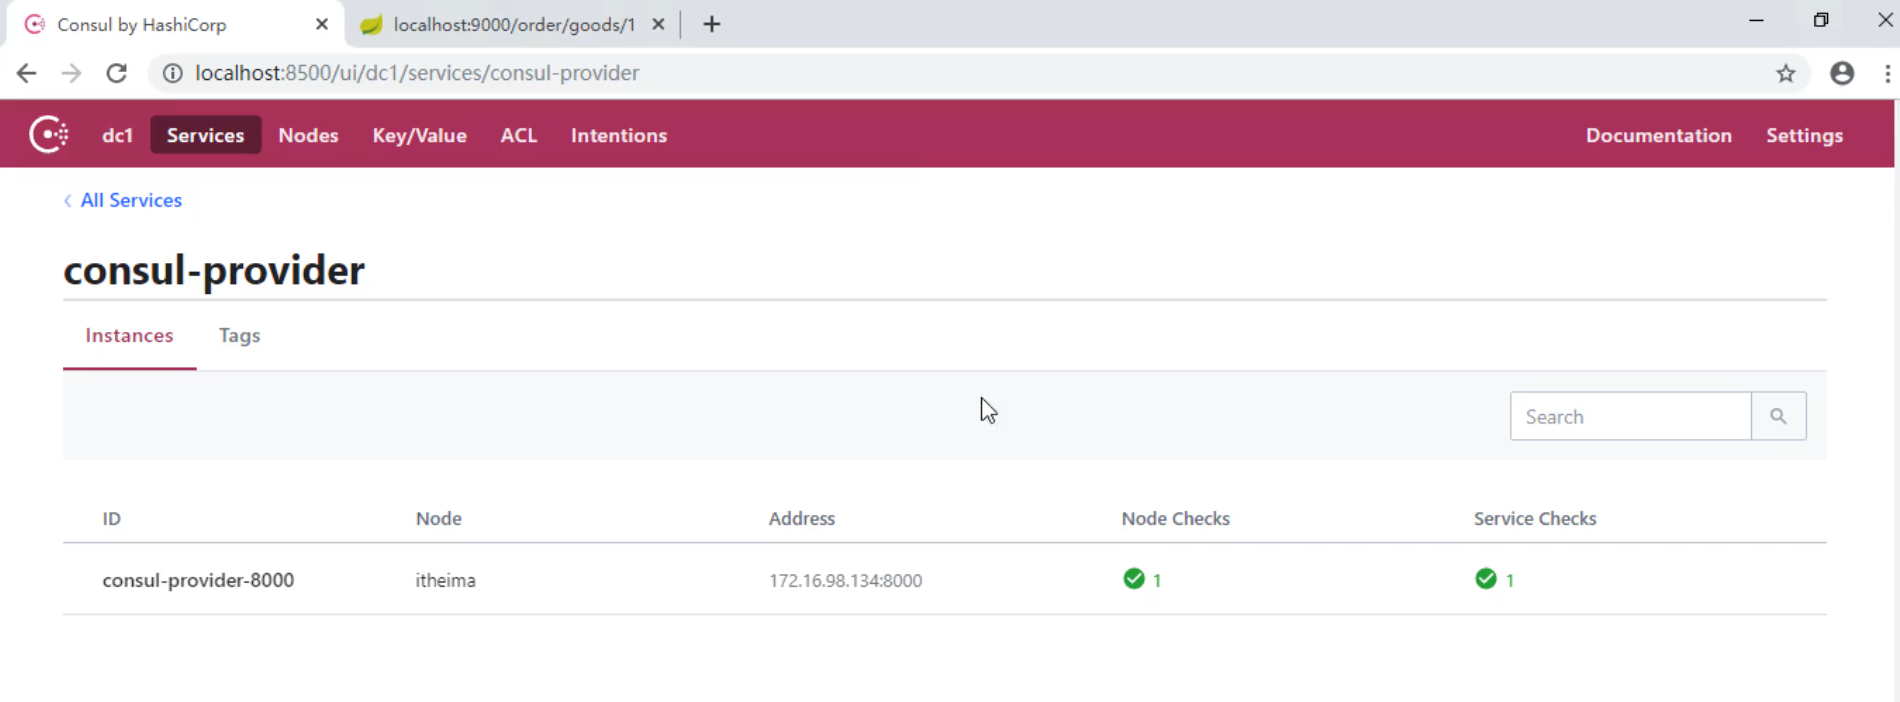 Consul by HashiCorp
localhost:9000/order/goods/1
localhost:8500/ui/dc1/services/consul-provider
dc1 Services Nodes Key/Value ACL Intentions Documentation Settings
All Services
consul-provider
Instances Tags
Search
ID Node Address Node Checks Service Checks
consul-provider-8000 itheima 172.16.98.134:8000 1 1